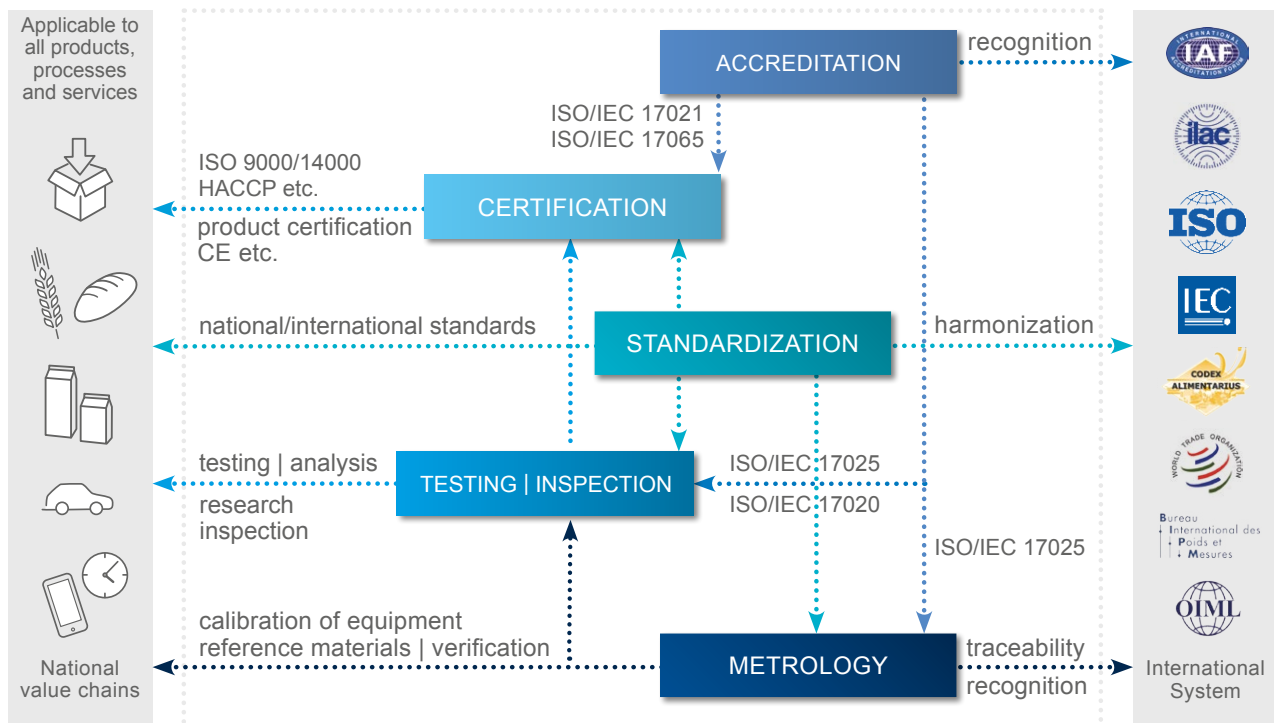 Applicable to
all products,
processes
and services
National
value chains
ACCREDITATION
recognition
ISO/IEC 17021
ISO/IEC 17065
ISO 9000/14000
HACCP etc.
CERTIFICATION
product certification
CE etc.
national/international standards
STANDARDIZATION
harmonization
testing | analysis
research
inspection
TESTING | INSPECTION
ISO/IEC 17025
ISO/IEC 17020
ISO/IEC 17025
calibration of equipment
reference materials | verification
METROLOGY
traceability
recognition
INTERNATIONAL
IAF
ACCREDITATION FORUM
ilac
ISO
IEC
CODEX
ALIMENTARIUS
WORLD TRADE ORGANIZATION
Bureau
International des
Poids et
Mesures
OIML
International
System